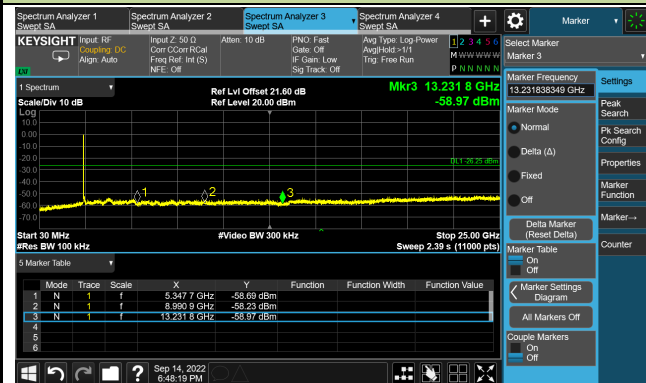 Spectrum Analyzer 1
Swept SA
Spectrum Analyzer 2
Swept SA
Spectrum Analyzer 3
Swept SA
Spectrum Analyzer 4
Swept SA
Marker
KEYSIGHT
Input: RF
Coupling: DC
Align: Auto
Input Z: 50 Ω
Corr CCorr RCal
Freq Ref: Int (S)
NFE: Off
Atten: 10 dB
PNO: Fast
Gate: Off
IF Gain: Low
Sig Track: Off
Avg Type: Log-Power
Avg|Hold:>1/1
Trig: Free Run
1 2 3 4 5 6
M W W W W W
P N N N N N
LXI
1 Spectrum
Scale/Div 10 dB
Ref Lvl Offset 21.60 dB
Ref Level 20.00 dBm
Mkr3 13.231 8 GHz
-58.97 dBm
Log
10.0
0.00
-10.0
-20.0
-30.0
-40.0
-50.0
-60.0
-70.0
DL1 -26.25 dBm
1
2
3
Start 30 MHz
#Res BW 100 kHz
#Video BW 300 kHz
Stop 25.00 GHz
Sweep 2.39 s (11000 pts)
5 Marker Table
Mode Trace Scale X Y Function Function Width Function Value
1 N 1 f 5.347 7 GHz -58.69 dBm
2 N 1 f 8.990 9 GHz -58.23 dBm
3 N 1 f 13.231 8 GHz -58.97 dBm
4
5
6
Sep 14, 2022
6:48:19 PM
Select Marker
Marker 3
Marker Frequency
13.231838349 GHz
Marker Mode
Normal
Delta (Δ)
Fixed
Off
Delta Marker
(Reset Delta)
Marker Table
On
Off
Marker Settings
Diagram
All Markers Off
Couple Markers
On
Off
Settings
Peak
Search
Pk Search
Config
Properties
Marker
Function
Marker→
Counter